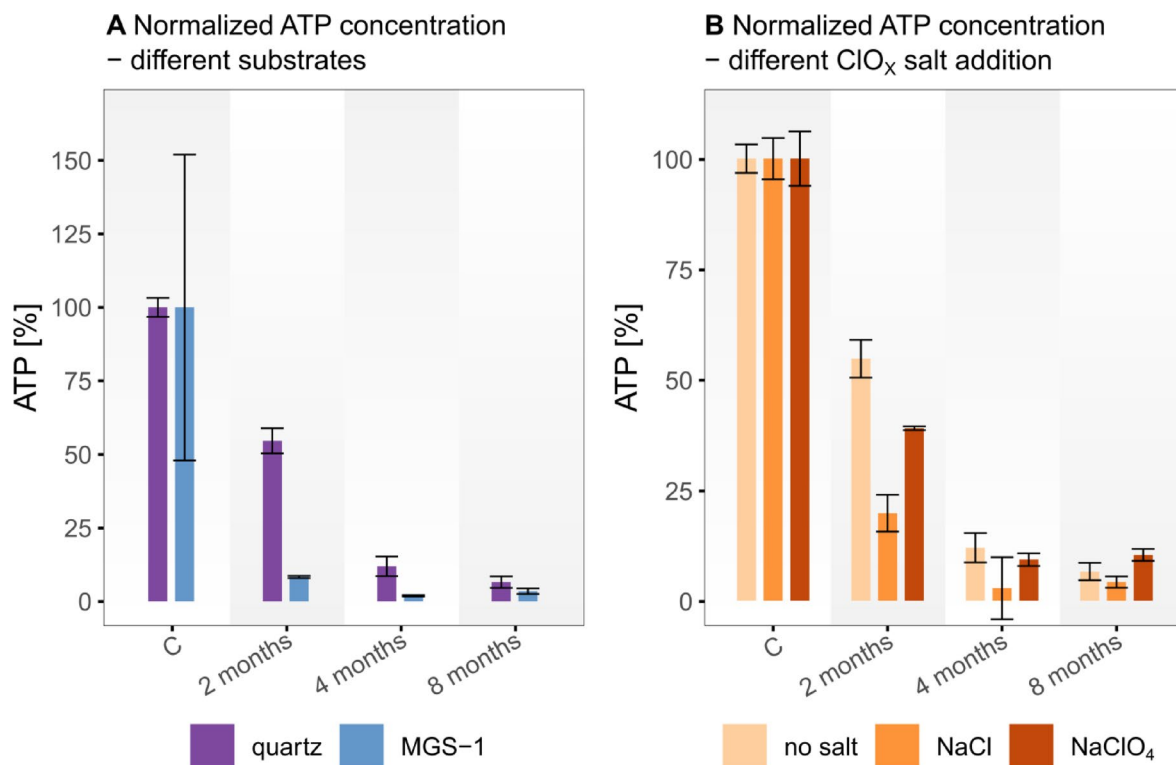 A Normalized ATP concentration
− different substrates
ATP [%]
150
125
100
75
50
25
0
C
2 months
4 months
8 months
quartz
MGS−1
B Normalized ATP concentration
− different ClOₓ salt addition
ATP [%]
100
75
50
25
0
C
2 months
4 months
8 months
no salt
NaCl
NaClO₄